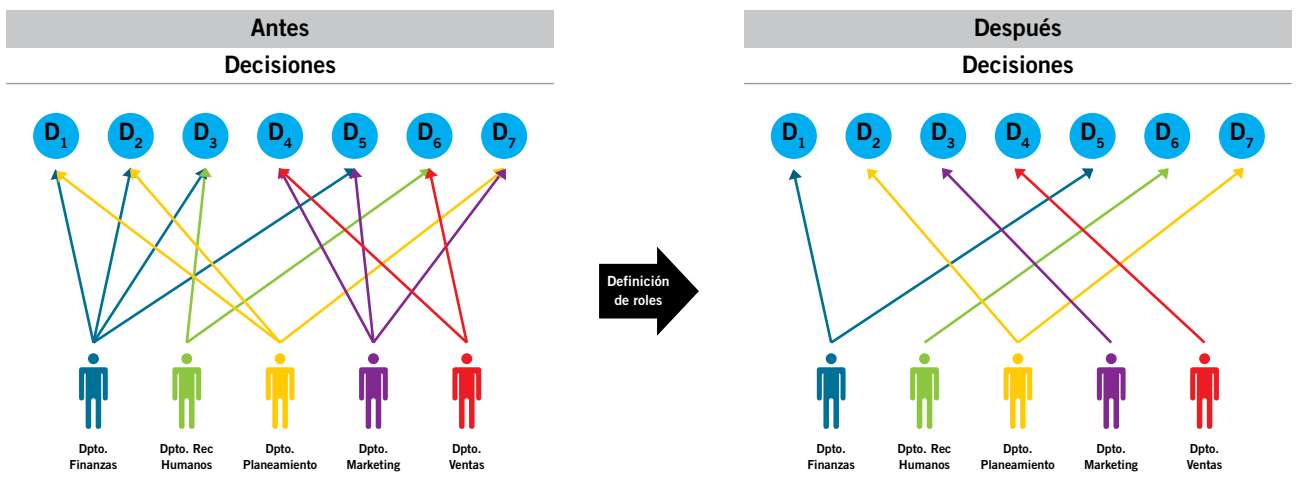 Antes
Decisiones
D1 D2 D3 D4 D5 D6 D7
Dpto.
Finanzas
Dpto. Rec
Humanos
Dpto.
Planeamiento
Dpto.
Marketing
Dpto.
Ventas
Definición
de roles
Después
Decisiones
D1 D2 D3 D4 D5 D6 D7
Dpto.
Finanzas
Dpto. Rec
Humanos
Dpto.
Planeamiento
Dpto.
Marketing
Dpto.
Ventas